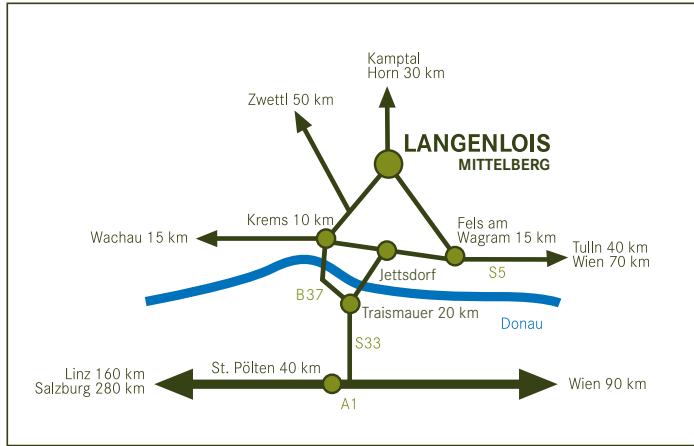 Kamptal
Horn 30 km
Zwettl 50 km
LANGENLOIS
MITTELBERG
Krems 10 km
Fels am
Wagram 15 km
Wachau 15 km
Tulln 40 km
Wien 70 km
Jettsdorf
S5
B37
Traismauer 20 km
Donau
S33
St. Pölten 40 km
Linz 160 km
Salzburg 280 km
Wien 90 km
A1